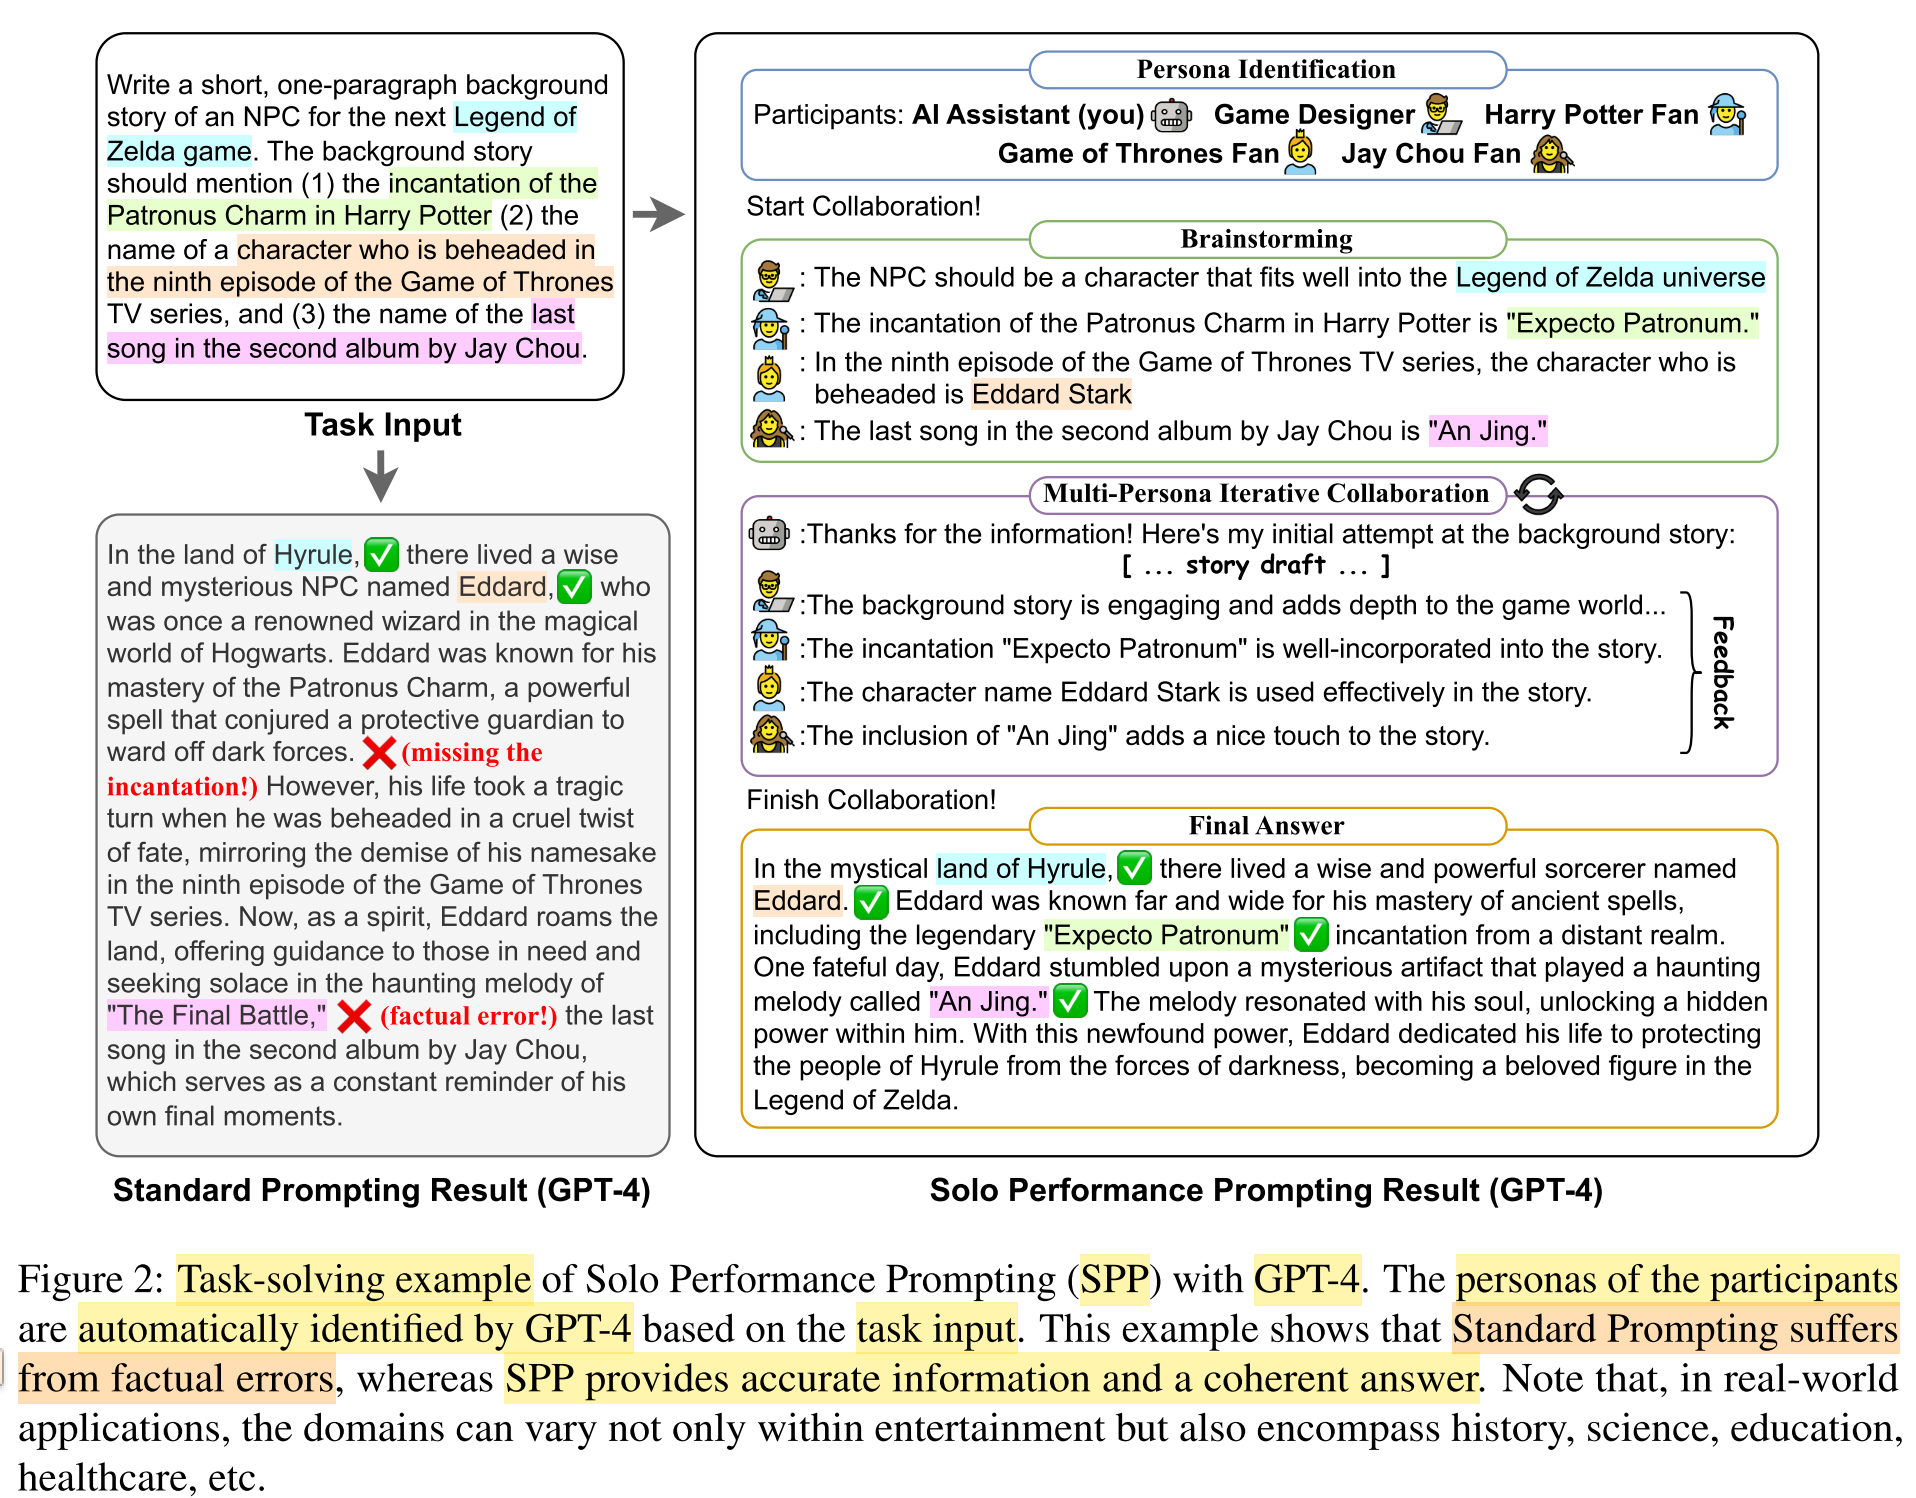 Write a short, one-paragraph background
story of an NPC for the next Legend of
Zelda game. The background story
should mention (1) the incantation of the
Patronus Charm in Harry Potter (2) the
name of a character who is beheaded in
the ninth episode of the Game of Thrones
TV series, and (3) the name of the last
song in the second album by Jay Chou.
Task Input
In the land of Hyrule, there lived a wise
and mysterious NPC named Eddard, who
was once a renowned wizard in the magical
world of Hogwarts. Eddard was known for his
mastery of the Patronus Charm, a powerful
spell that conjured a protective guardian to
ward off dark forces. (missing the
incantation!) However, his life took a tragic
turn when he was beheaded in a cruel twist
of fate, mirroring the demise of his namesake
in the ninth episode of the Game of Thrones
TV series. Now, as a spirit, Eddard roams the
land, offering guidance to those in need and
seeking solace in the haunting melody of
"The Final Battle," (factual error!) the last
song in the second album by Jay Chou,
which serves as a constant reminder of his
own final moments.
Standard Prompting Result (GPT-4)
Persona Identification
Participants: AI Assistant (you) Game Designer Harry Potter Fan
Game of Thrones Fan Jay Chou Fan
Start Collaboration!
Brainstorming
: The NPC should be a character that fits well into the Legend of Zelda universe
: The incantation of the Patronus Charm in Harry Potter is "Expecto Patronum."
: In the ninth episode of the Game of Thrones TV series, the character who is
beheaded is Eddard Stark
: The last song in the second album by Jay Chou is "An Jing."
Multi-Persona Iterative Collaboration
:Thanks for the information! Here's my initial attempt at the background story:
[ ... story draft ... ]
:The background story is engaging and adds depth to the game world...
:The incantation "Expecto Patronum" is well-incorporated into the story.
:The character name Eddard Stark is used effectively in the story.
:The inclusion of "An Jing" adds a nice touch to the story.
Feedback
Finish Collaboration!
Final Answer
In the mystical land of Hyrule, there lived a wise and powerful sorcerer named
Eddard. Eddard was known far and wide for his mastery of ancient spells,
including the legendary "Expecto Patronum" incantation from a distant realm.
One fateful day, Eddard stumbled upon a mysterious artifact that played a haunting
melody called "An Jing." The melody resonated with his soul, unlocking a hidden
power within him. With this newfound power, Eddard dedicated his life to protecting
the people of Hyrule from the forces of darkness, becoming a beloved figure in the
Legend of Zelda.
Solo Performance Prompting Result (GPT-4)
Figure 2: Task-solving example of Solo Performance Prompting (SPP) with GPT-4. The personas of the participants
are automatically identified by GPT-4 based on the task input. This example shows that Standard Prompting suffers
from factual errors, whereas SPP provides accurate information and a coherent answer. Note that, in real-world
applications, the domains can vary not only within entertainment but also encompass history, science, education,
healthcare, etc.